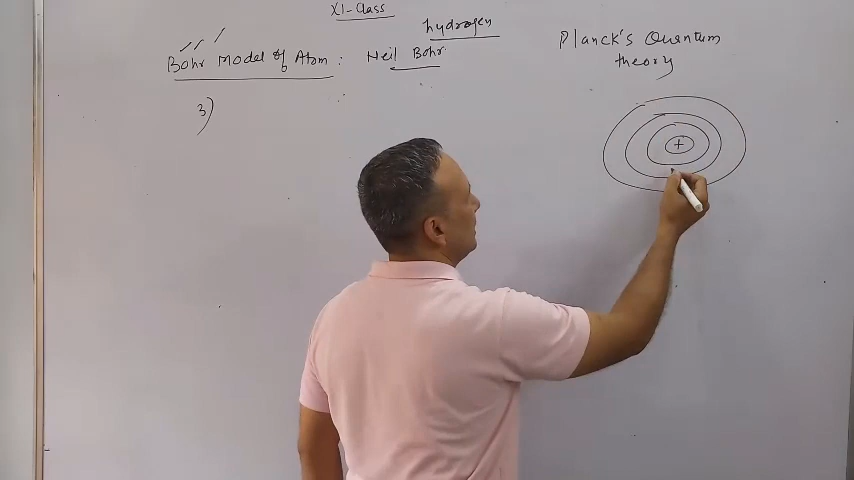 XI-Class
hydrogen
Bohr Model of Atom : Neil Bohr
Planck's Quantum
theory
3)
+